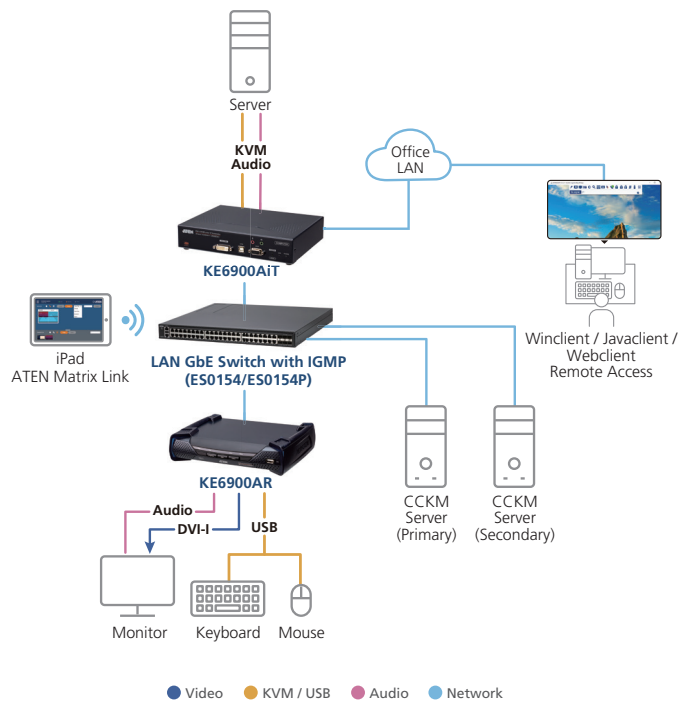 Server
KVM
Audio
Office
LAN
KE6900AiT
iPad
ATEN Matrix Link
LAN GbE Switch with IGMP
(ES0154/ES0154P)
Winclient / Javaclient /
Webclient
Remote Access
KE6900AR
CCKM
Server
(Primary)
CCKM
Server
(Secondary)
Audio
DVI-I
USB
Monitor
Keyboard
Mouse
Video
KVM / USB
Audio
Network